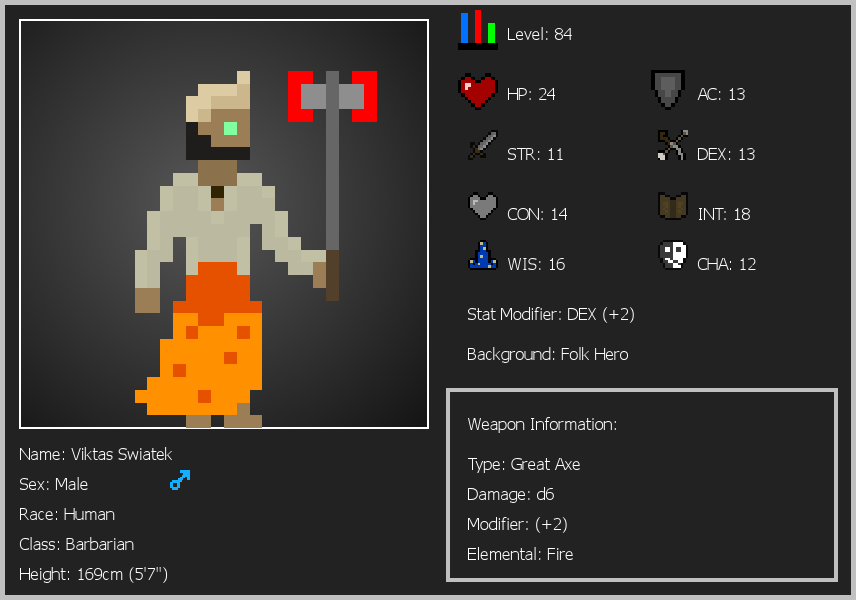 Level: 84
HP: 24
AC: 13
STR: 11
DEX: 13
CON: 14
INT: 18
WIS: 16
CHA: 12
Stat Modifier: DEX (+2)
Background: Folk Hero
Weapon Information:
Type: Great Axe
Damage: d6
Modifier: (+2)
Elemental: Fire
Name: Viktas Swiatek
Sex: Male
Race: Human
Class: Barbarian
Height: 169cm (5'7")